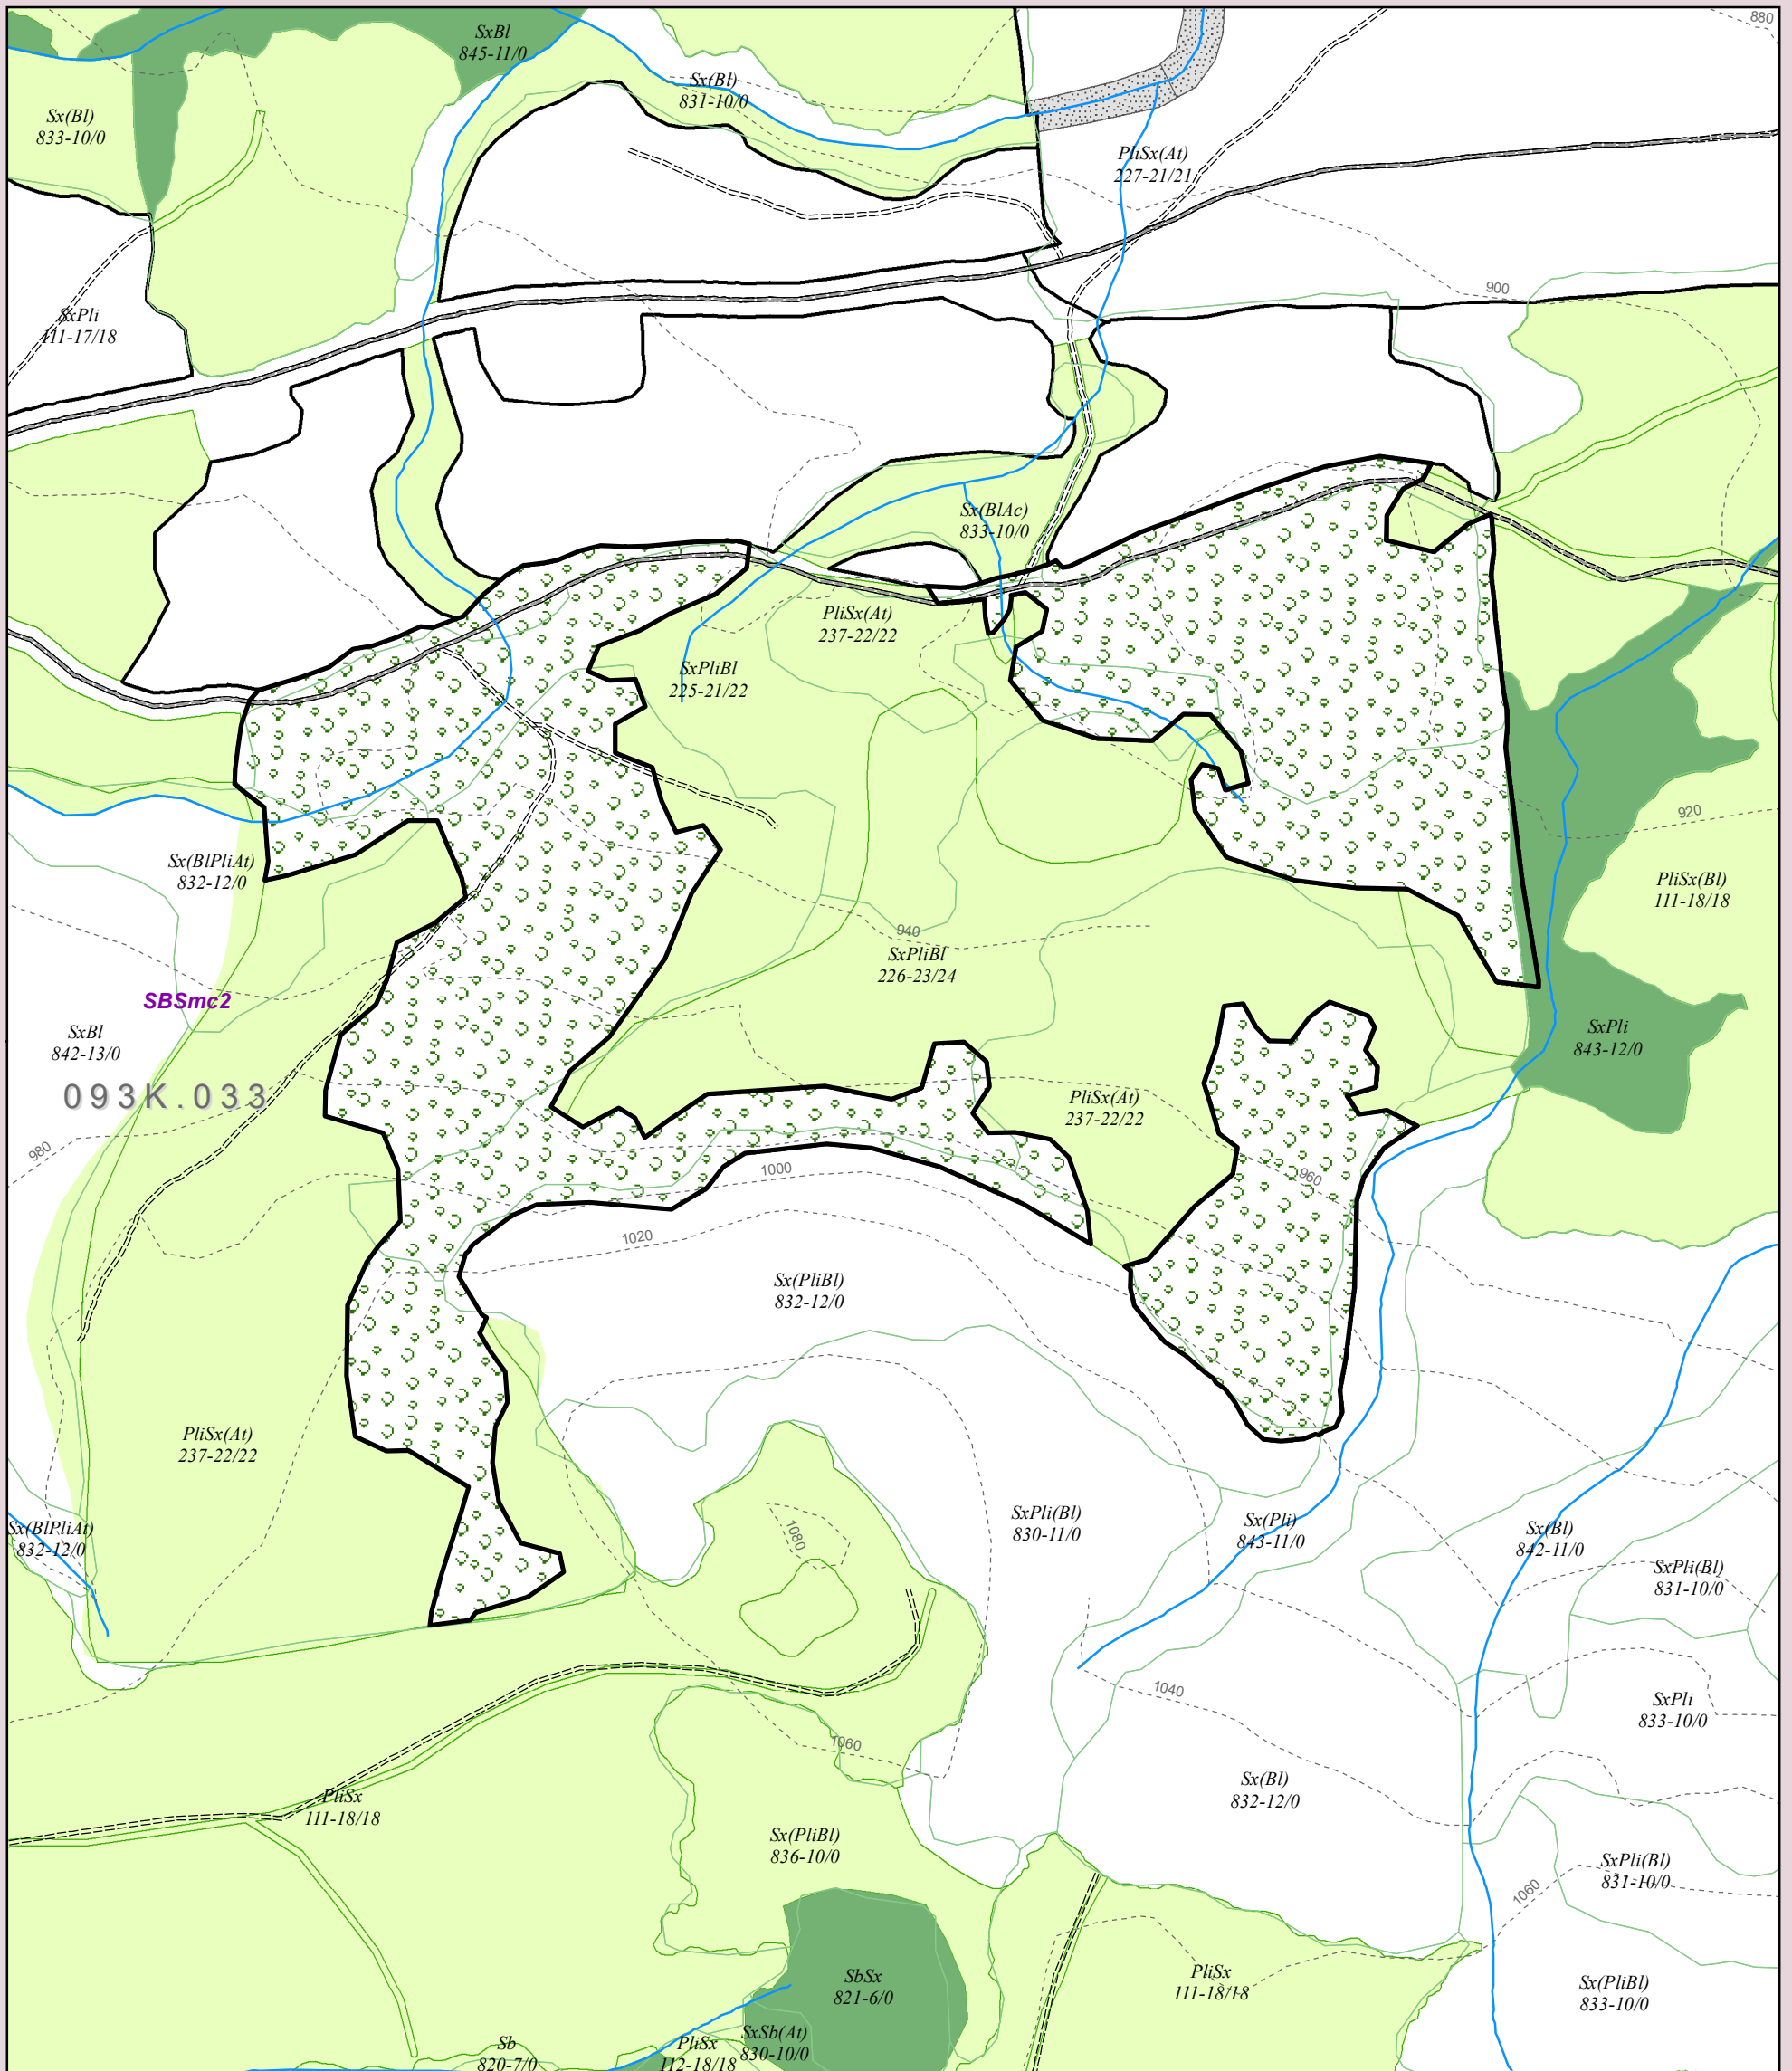 880
SxBl
845-11/0
Sx(Bl)
831-10/0
Sx(Bl)
833-10/0
PliSx(At)
227-21/21
900
SxPli
111-17/18
Sx(BlAc)
833-10/0
PliSx(At)
237-22/22
SxPliBl
225-21/22
920
Sx(BlPliAt)
832-12/0
PliSx(Bl)
111-18/18
940
SxPliBl
226-23/24
SBSmc2
SxBl
842-13/0
SxPli
843-12/0
093K.033
PliSx(At)
237-22/22
980
1000
960
1020
Sx(PliBl)
832-12/0
PliSx(At)
237-22/22
Sx(BlPliAt)
832-12/0
1080
SxPli(Bl)
830-11/0
Sx(Pli)
843-11/0
Sx(Bl)
842-11/0
SxPli(Bl)
831-10/0
1040
SxPli
833-10/0
1060
Sx(Bl)
832-12/0
PliSx
111-18/18
Sx(PliBl)
836-10/0
SxPli(Bl)
831-10/0
1060
SbSx
821-6/0
PliSx
111-18/18
Sx(PliBl)
833-10/0
SxSb(At)
830-10/0
Sb
820-7/0
PliSx
112-18/18